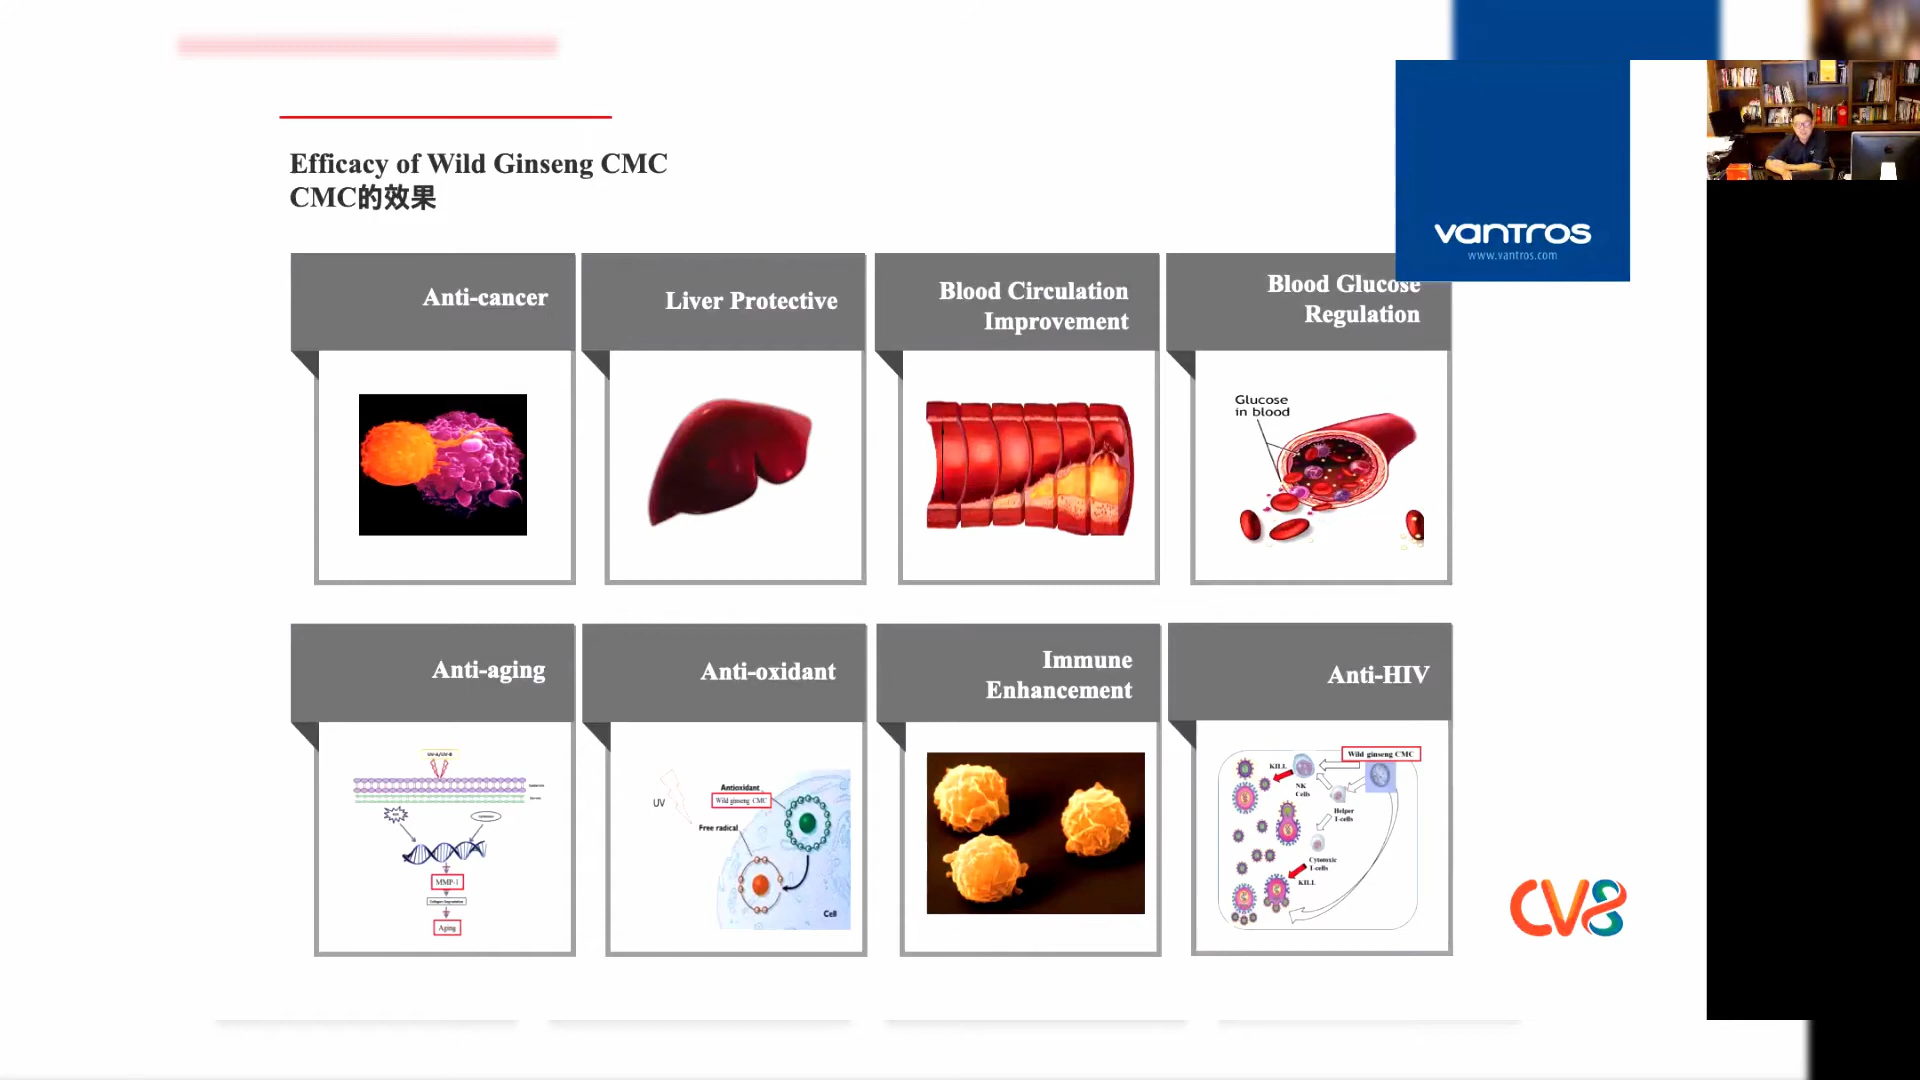 Efficacy of Wild Ginseng CMC
CMC的效果
vantros
www.vantros.com
Anti-cancer
Liver Protective
Blood Circulation
Improvement
Blood Glucose
Regulation
Glucose
in blood
Anti-aging
Anti-oxidant
Immune
Enhancement
Anti-HIV
UV-A/UV-B
MMP-1
Aging
UV
Antioxidant
Wild ginseng CMC
Free radical
Cell
Wild ginseng CMC
KILL
NK
Cells
Helper
T-cells
Cytotoxic
T-cells
KILL
CV8